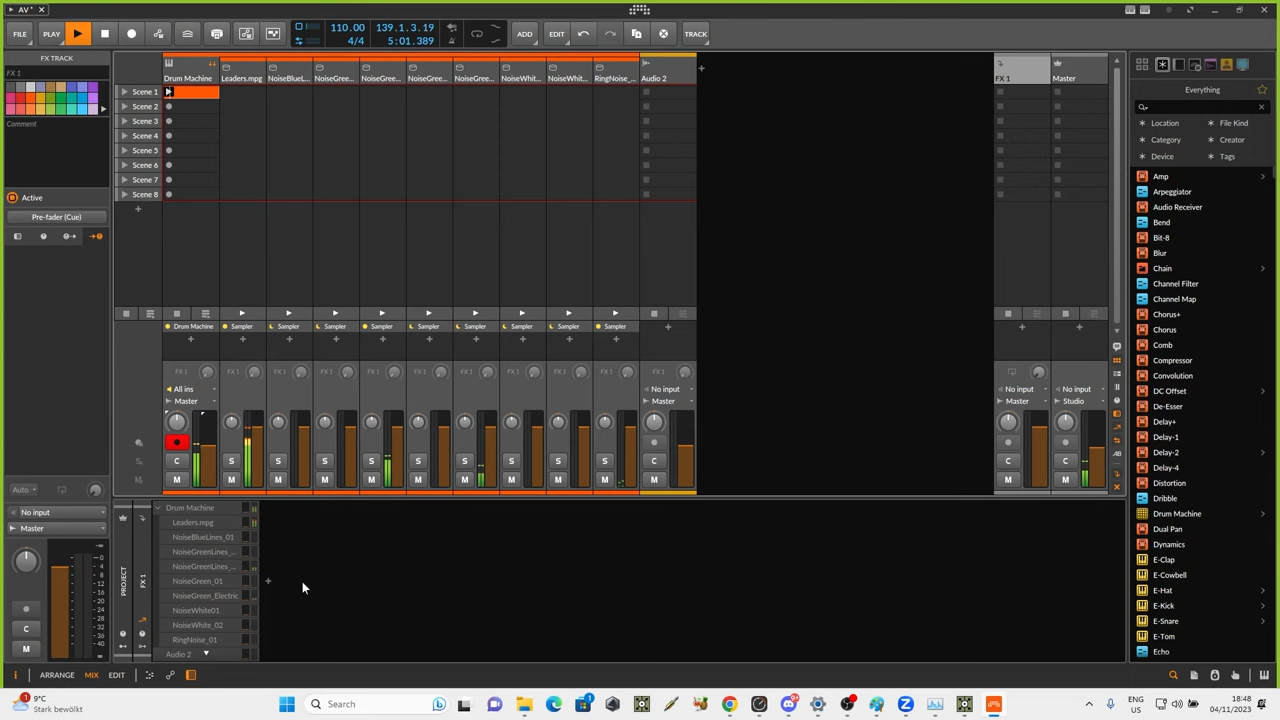 AV*
FILE PLAY 110.00 4/4 139.1.3.19 5:01.389 ADD EDIT TRACK
FX TRACK
FX 1
Comment
Active
Pre-fader (Cue)
Auto
No input
Master
C
M
Drum Machine Leaders.mpg NoiseBlueL... NoiseGree... NoiseGree... NoiseGree... NoiseGree... NoiseWhit... NoiseWhit... RingNoise_... Audio 2 FX 1 Master
Scene 1
Scene 2
Scene 3
Scene 4
Scene 5
Scene 6
Scene 7
Scene 8
Drum Machine Sampler Sampler Sampler Sampler Sampler Sampler Sampler Sampler Sampler
FX 1 FX 1 FX 1 FX 1 FX 1 FX 1 FX 1 FX 1 FX 1 FX 1
All ins No input No input No input
Master Master Master Studio
C S S S S S S S S S C C C
M M M M M M M M M M M M M
PROJECT
FX 1
Drum Machine
Leaders.mpg
NoiseBlueLines_01
NoiseGreenLines_...
NoiseGreenLines_...
NoiseGreen_01
NoiseGreen_Electric
NoiseWhite01
NoiseWhite_02
RingNoise_01
Audio 2
Everything
Location File Kind
Category Creator
Device Tags
Amp
Arpeggiator
Audio Receiver
Bend
Bit-8
Blur
Chain
Channel Filter
Channel Map
Chorus+
Chorus
Comb
Compressor
Convolution
DC Offset
De-Esser
Delay+
Delay-1
Delay-2
Delay-4
Distortion
Dribble
Drum Machine
Dual Pan
Dynamics
E-Clap
E-Cowbell
E-Hat
E-Kick
E-Snare
E-Tom
Echo
ARRANGE MIX EDIT
9°C
Stark bewölkt
Search
ENG
US
18:48
04/11/2023